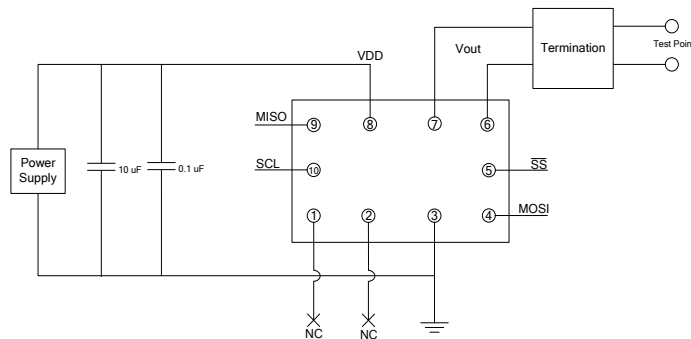 VDD
Vout
Termination
Test Poin
MISO
9
8
7
6
Power
Supply
10 uF
0.1 uF
SCL
10
5
SS
1
2
3
4
MOSI
NC
NC